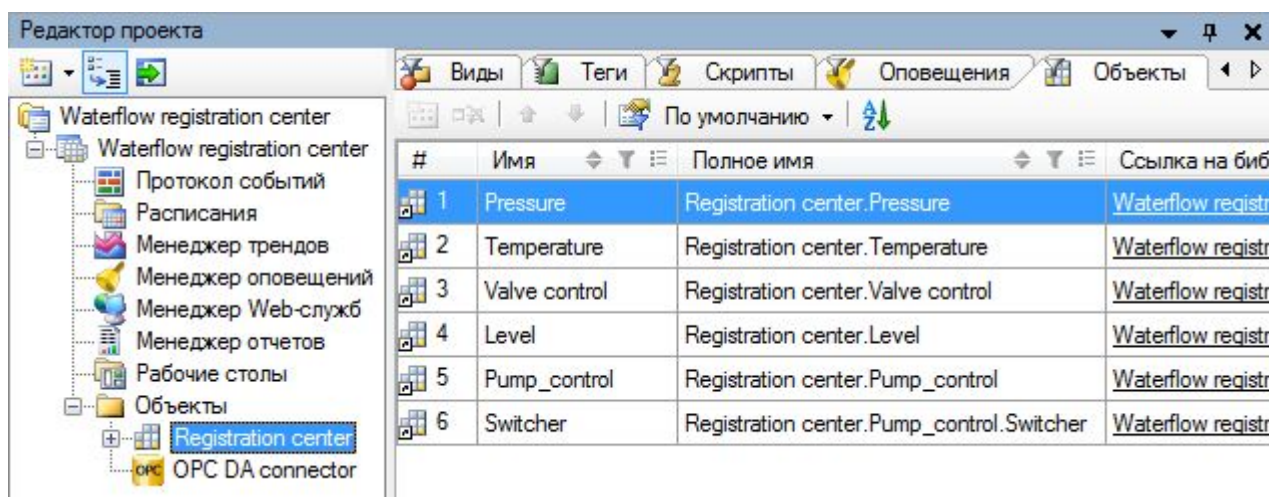 Редактор проекта
Виды Теги Скрипты Оповещения Объекты
По умолчанию
Waterflow registration center
Waterflow registration center
Протокол событий
Расписания
Менеджер трендов
Менеджер оповещений
Менеджер Web-служб
Менеджер отчетов
Рабочие столы
Объекты
Registration center
OPC DA connector
# Имя Полное имя Ссылка на биб
1 Pressure Registration center.Pressure Waterflow registr
2 Temperature Registration center.Temperature Waterflow registr
3 Valve control Registration center.Valve control Waterflow registr
4 Level Registration center.Level Waterflow registr
5 Pump_control Registration center.Pump_control Waterflow registr
6 Switcher Registration center.Pump_control.Switcher Waterflow registr